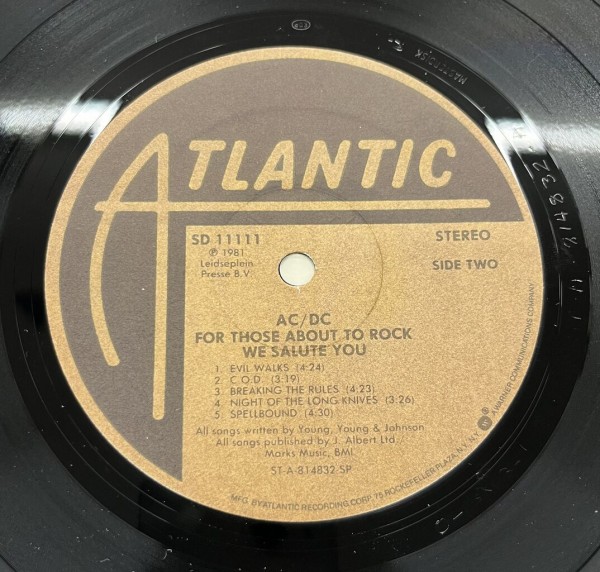 ATLANTIC
SD 11111
℗ 1981
Leidseplein
Presse B.V.
STEREO
SIDE TWO
AC/DC
FOR THOSE ABOUT TO ROCK
WE SALUTE YOU
1. EVIL WALKS (4:24)
2. C.O.D. (3:19)
3. BREAKING THE RULES (4:23)
4. NIGHT OF THE LONG KNIVES (3:26)
5. SPELLBOUND (4:30)
All songs written by Young, Young & Johnson
All songs published by J. Albert Ltd.
Marks Music, BMI
ST-A-814832 SP
MFG. BY ATLANTIC RECORDING CORP., 75 ROCKEFELLER PLAZA, N.Y., N.Y. ® A WARNER COMMUNICATIONS COMPANY
MASTERDISK